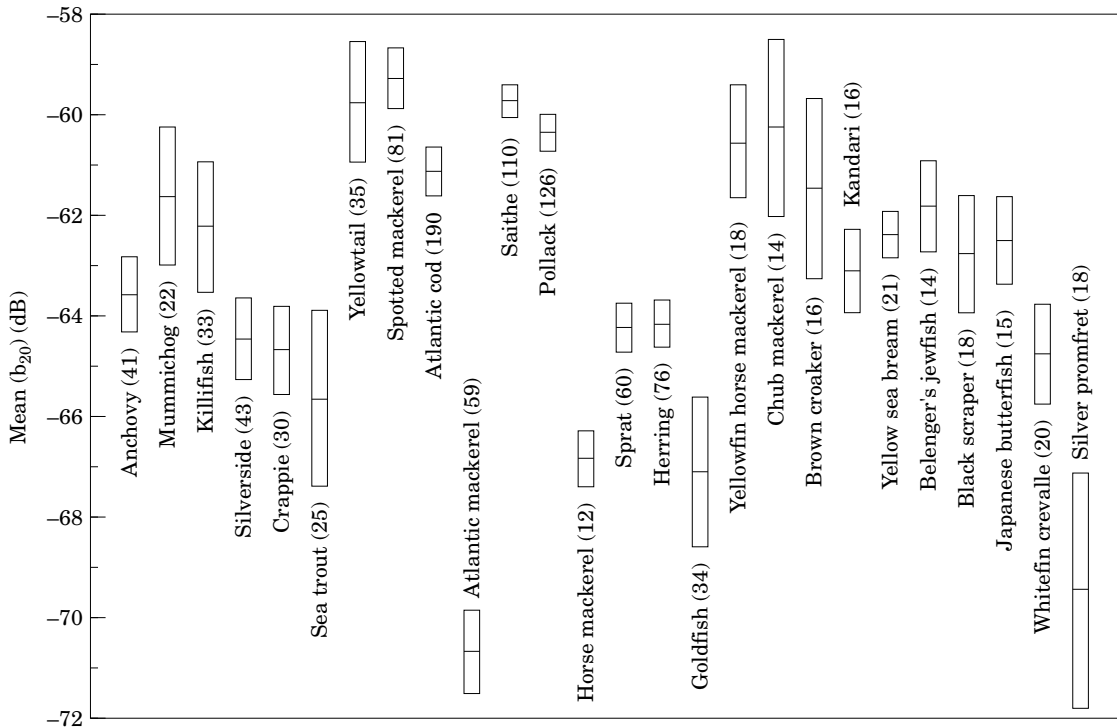 −58
−60
−62
−64
−66
−68
−70
−72
Mean (b20) (dB)
Anchovy (41)
Mummichog (22)
Killifish (33)
Silverside (43)
Crappie (30)
Sea trout (25)
Yellowtail (35)
Spotted mackerel (81)
Atlantic cod (190
Atlantic mackerel (59)
Saithe (110)
Pollack (126)
Horse mackerel (12)
Sprat (60)
Herring (76)
Goldfish (34)
Yellowfin horse mackerel (18)
Chub mackerel (14)
Brown croaker (16)
Kandari (16)
Yellow sea bream (21)
Belenger's jewfish (14)
Black scraper (18)
Japanese butterfish (15)
Whitefin crevalle (20)
Silver promfret (18)